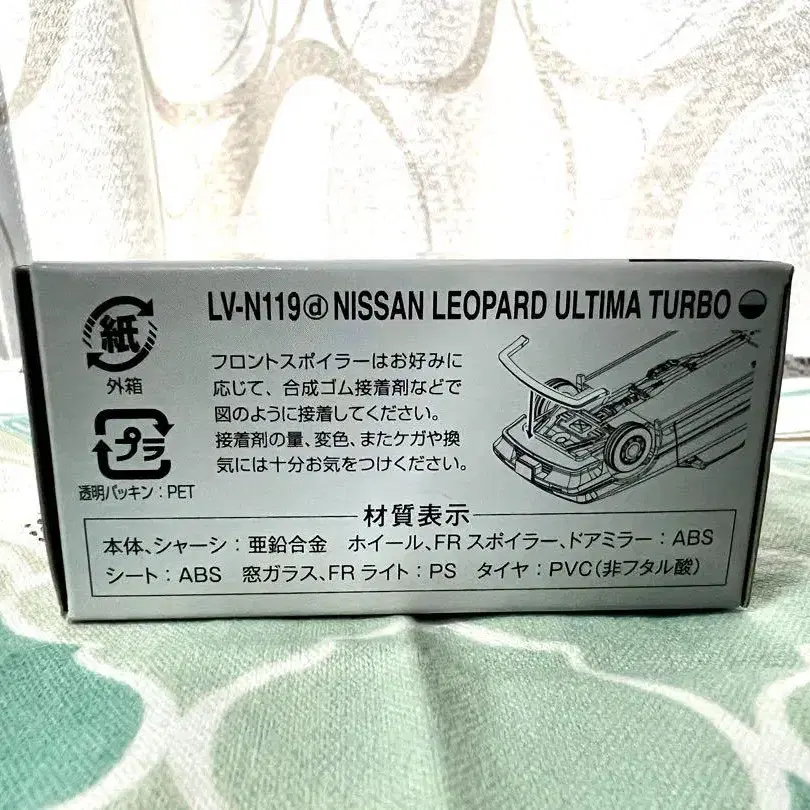 LV-N119ⓓ NISSAN LEOPARD ULTIMA TURBO
紙
外箱
プラ
透明パッキン：PET
フロントスポイラーはお好みに
応じて、合成ゴム接着剤などで
図のように接着してください。
接着剤の量、変色、またケガや換
気には十分お気をつけください。
材質表示
本体、シャーシ：亜鉛合金　ホイール、FRスポイラー、ドアミラー：ABS
シート：ABS　窓ガラス、FRライト：PS　タイヤ：PVC（非フタル酸）